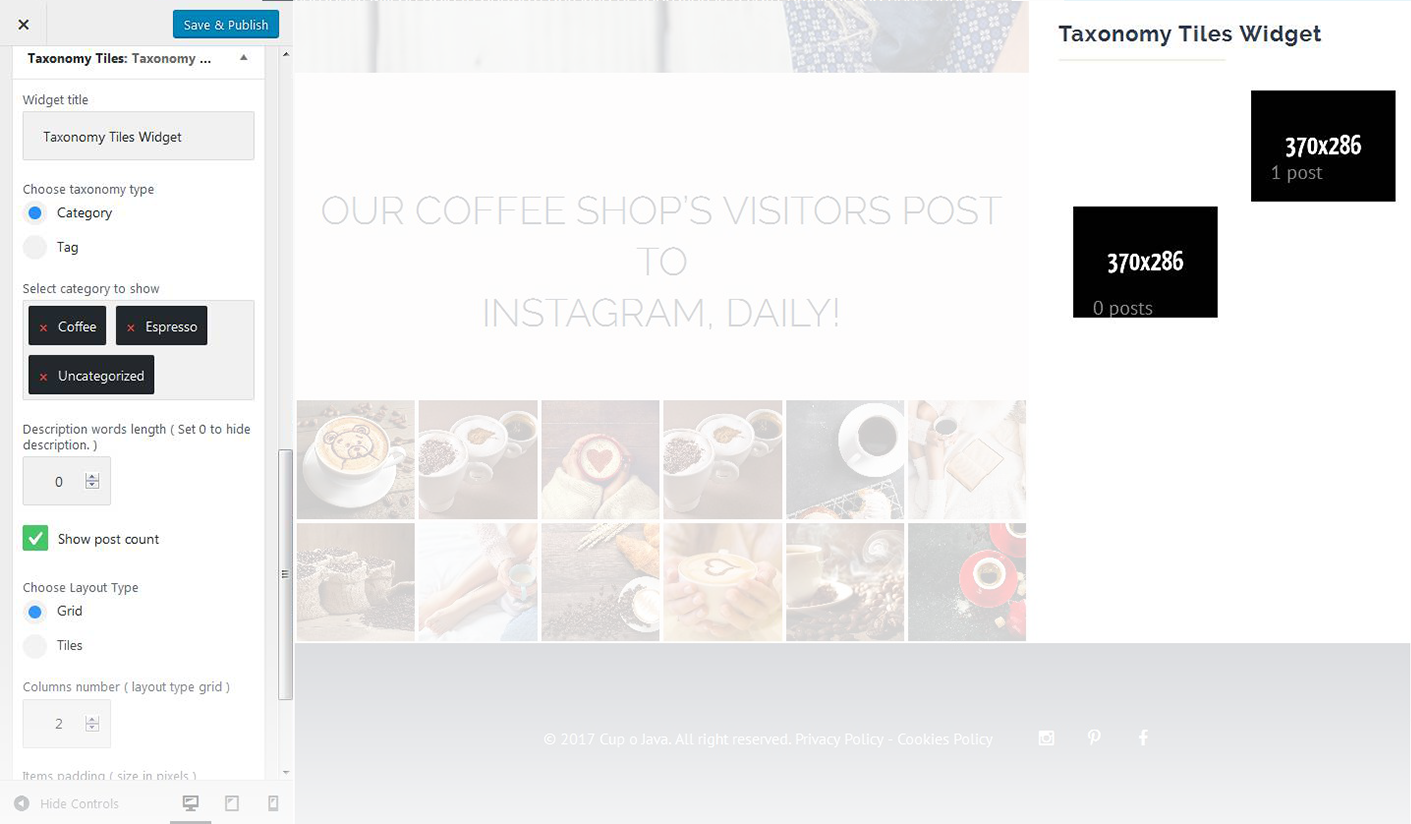 Save & Publish
Taxonomy Tiles: Taxonomy ...
Widget title
Taxonomy Tiles Widget
Choose taxonomy type
Category
Tag
Select category to show
× Coffee × Espresso
× Uncategorized
Description words length ( Set 0 to hide
description. )
0
Show post count
Choose Layout Type
Grid
Tiles
Columns number ( layout type grid )
2
Items padding ( size in pixels )
Hide Controls
OUR COFFEE SHOP'S VISITORS POST
TO
INSTAGRAM, DAILY!
Taxonomy Tiles Widget
370x286
1 post
370x286
0 posts
© 2017 Cup o Java. All right reserved. Privacy Policy - Cookies Policy